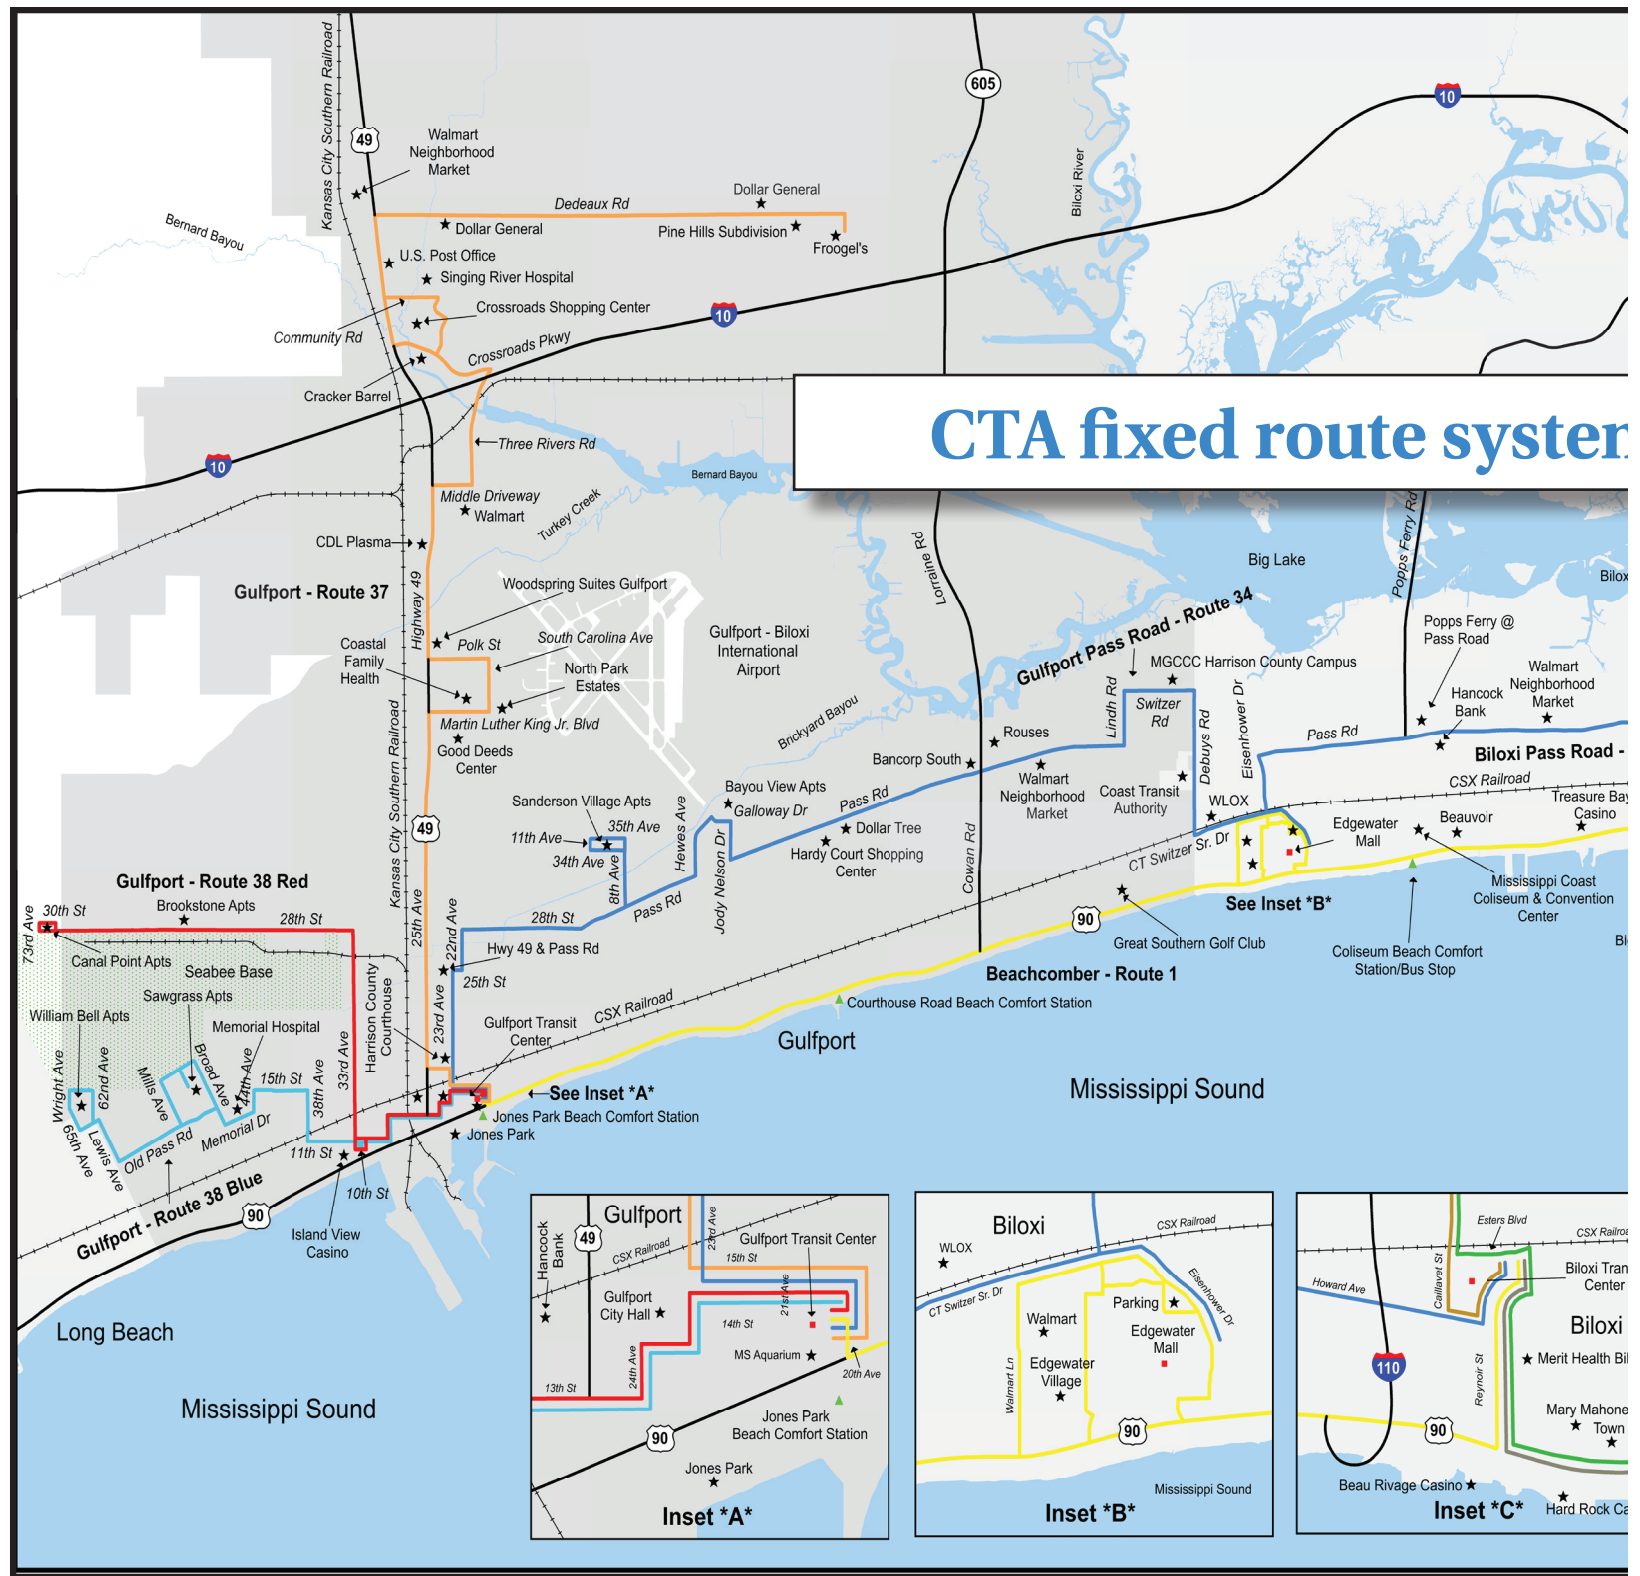 Kansas City Southern Railroad
49
Walmart
Neighborhood
Market
605
10
Biloxi River
Bernard Bayou
Dedeaux Rd
Dollar General
Dollar General
Pine Hills Subdivision
Froogel's
U.S. Post Office
Singing River Hospital
Crossroads Shopping Center
Community Rd
Crossroads Pkwy
10
Cracker Barrel
10
Three Rivers Rd
CTA fixed route system
Middle Driveway
Walmart
Bernard Bayou
Turkey Creek
CDL Plasma
Gulfport - Route 37
Highway 49
Woodspring Suites Gulfport
Polk St
South Carolina Ave
Coastal
Family
Health
North Park
Estates
Martin Luther King Jr. Blvd
Good Deeds
Center
Gulfport - Biloxi
International
Airport
Lorraine Rd
Big Lake
Popps Ferry Rd
Gulfport Pass Road - Route 34
MGCCC Harrison County Campus
Popps Ferry @
Pass Road
Walmart
Neighborhood
Market
Hancock
Bank
Lindh Rd
Switzer
Rd
Debuys Rd
Eisenhower Dr
Pass Rd
Biloxi Pass Road -
CSX Railroad
Brickyard Bayou
Rouses
Bancorp South
Walmart
Neighborhood
Market
Coast Transit
Authority
WLOX
Treasure Bay
Casino
Beauvoir
Edgewater
Mall
Kansas City Southern Railroad
49
Sanderson Village Apts
11th Ave
35th Ave
34th Ave
8th Ave
Hewes Ave
Bayou View Apts
Galloway Dr
Jody Nelson Dr
Pass Rd
Dollar Tree
Hardy Court Shopping
Center
Cowan Rd
CT Switzer Sr. Dr
See Inset *B*
Mississippi Coast
Coliseum & Convention
Center
Great Southern Golf Club
90
Coliseum Beach Comfort
Station/Bus Stop
Beachcomber - Route 1
Courthouse Road Beach Comfort Station
Gulfport
Mississippi Sound
Gulfport - Route 38 Red
30th St
Brookstone Apts
28th St
73rd Ave
Canal Point Apts
Seabee Base
Sawgrass Apts
William Bell Apts
Memorial Hospital
25th Ave
22nd Ave
28th St
Pass Rd
Hwy 49 & Pass Rd
25th St
23rd Ave
Harrison County
Courthouse
33rd Ave
Gulfport Transit
Center
CSX Railroad
Wright Ave
62nd Ave
65th Ave
Lewis Ave
Mills Ave
Broad Ave
44th Ave
15th St
38th Ave
Old Pass Rd
Memorial Dr
11th St
10th St
See Inset *A*
Jones Park Beach Comfort Station
Jones Park
Gulfport - Route 38 Blue
90
Island View
Casino
Long Beach
Mississippi Sound
Gulfport
Hancock
Bank
49
CSX Railroad
23rd Ave
Gulfport Transit Center
15th St
21st Ave
Gulfport
City Hall
14th St
24th Ave
MS Aquarium
20th Ave
13th St
Jones Park
Beach Comfort Station
90
Jones Park
Inset *A*
Biloxi
CSX Railroad
WLOX
CT Switzer Sr. Dr
Eisenhower Dr
Parking
Walmart
Edgewater
Mall
Edgewater
Village
Walmart Ln
90
Mississippi Sound
Inset *B*
Esters Blvd
Caillavet St
Howard Ave
Biloxi
110
Reynoir St
90
Beau Rivage Casino
Inset *C*